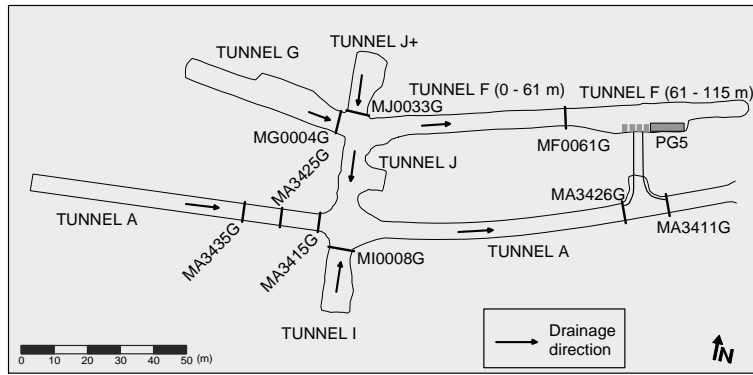 TUNNEL J+
TUNNEL G
TUNNEL F (0 - 61 m)
TUNNEL F (61 - 115 m)
MJ0033G
MG0004G
MA3425G
TUNNEL J
MF0061G
PG5
MA3426G
MA3411G
TUNNEL A
MA3435G
MA3415G
MI0008G
TUNNEL A
TUNNEL I
Drainage
direction
0 10 20 30 40 50 (m)
N